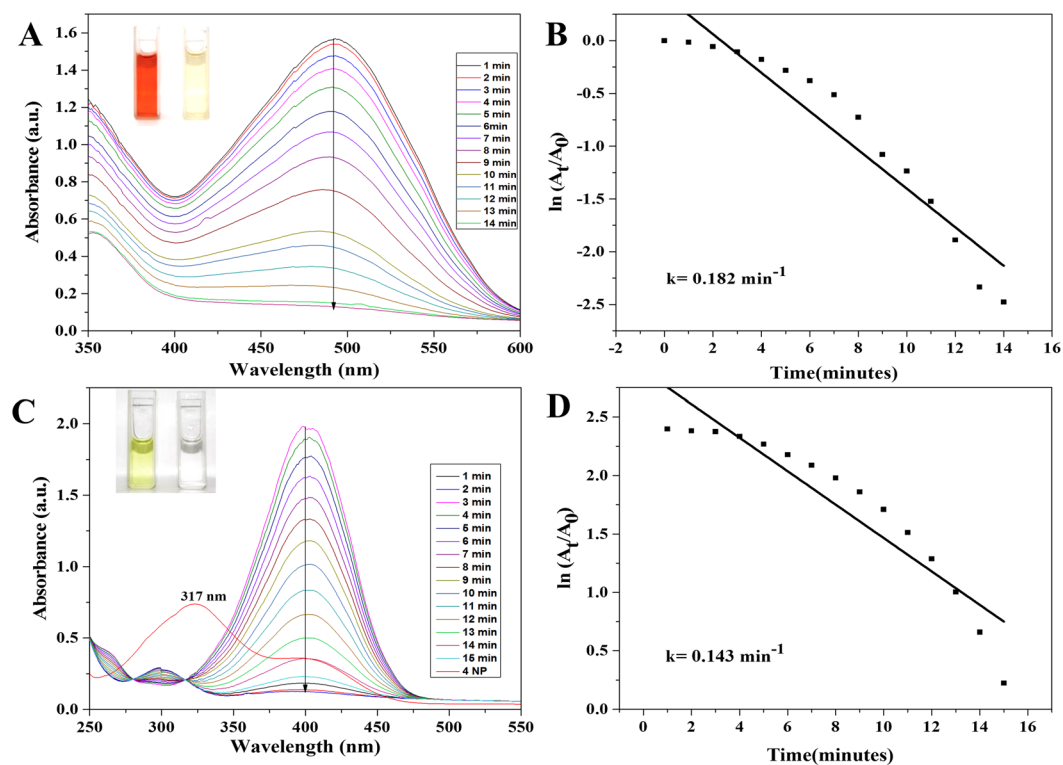 A
1.6
1.4
1.2
1.0
0.8
0.6
0.4
0.2
0.0
350 400 450 500 550 600
Absorbance (a.u.)
Wavelength (nm)
1 min
2 min
3 min
4 min
5 min
6min
7 min
8 min
9 min
10 min
11 min
12 min
13 min
14 min
B
0.0
-0.5
-1.0
-1.5
-2.0
-2.5
-2 0 2 4 6 8 10 12 14 16
ln (At/A0)
Time(minutes)
k= 0.182 min-1
C
2.0
1.5
1.0
0.5
0.0
250 300 350 400 450 500 550
Absorbance (a.u.)
Wavelength (nm)
317 nm
1 min
2 min
3 min
4 min
5 min
6 min
7 min
8 min
9 min
10 min
11 min
12 min
13 min
14 min
15 min
4 NP
D
2.5
2.0
1.5
1.0
0.5
0.0
0 2 4 6 8 10 12 14 16
ln (At/A0)
Time(minutes)
k= 0.143 min-1